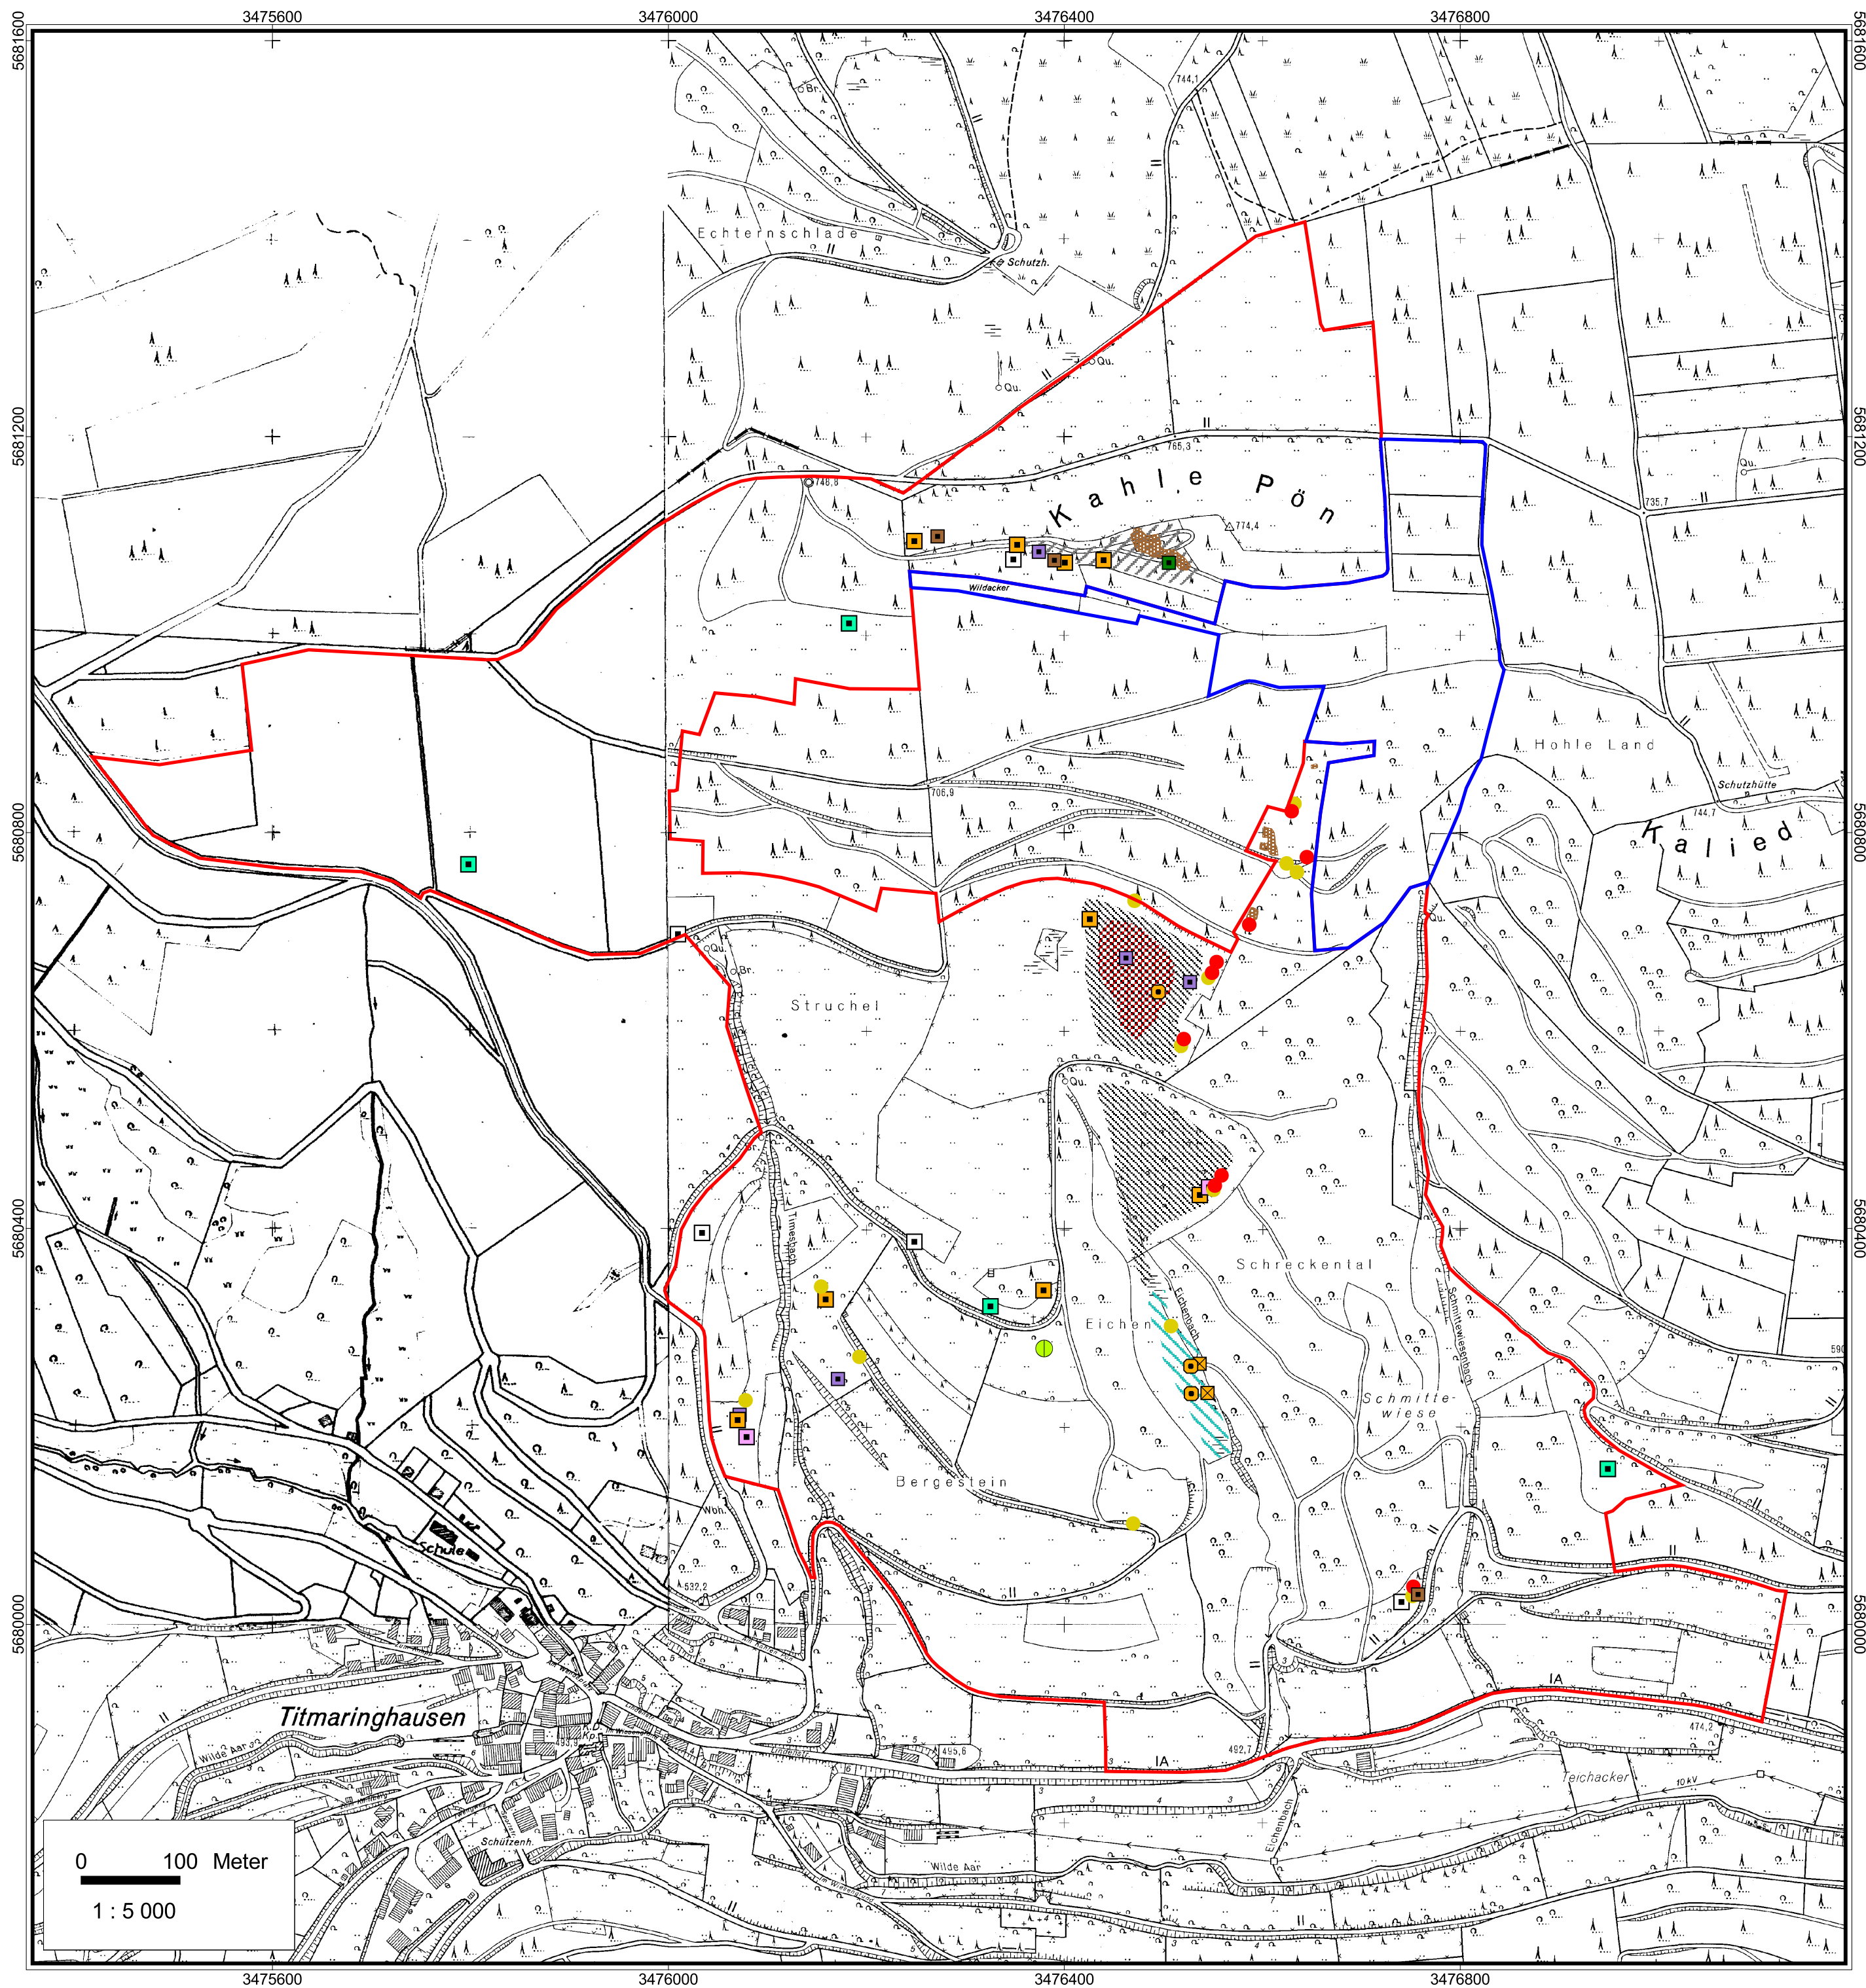 3475600 3476000 3476400 3476800
5681600 5681600
744,1
Br.
Echternschlade
Schutzh.
Qu.
Qu.
5681200 5681200
765,3
Kahle Pön
748,8
774,4
Qu.
735,7
Wildacker
Hohle Land
Schutzhütte
706,9
744,7
Kalied
5680800 5680800
Qu.
Qu.
Br.
Struchel
Qu.
5680400 5680400
Schreckental
Eichen
Eichenbach
Schmittewiesenbach
590
Schmitte-
wiese
Bergestein
Woh.
Schule
532,2
5680000 5680000
Titmaringhausen
IA
474,2
Wilde Aar
Kp.
495,6
492,7
IA
Teichacker
10 kV
Eichenbach
Schützenh.
Wilde Aar
0 100 Meter
1 : 5 000
3475600 3476000 3476400 3476800